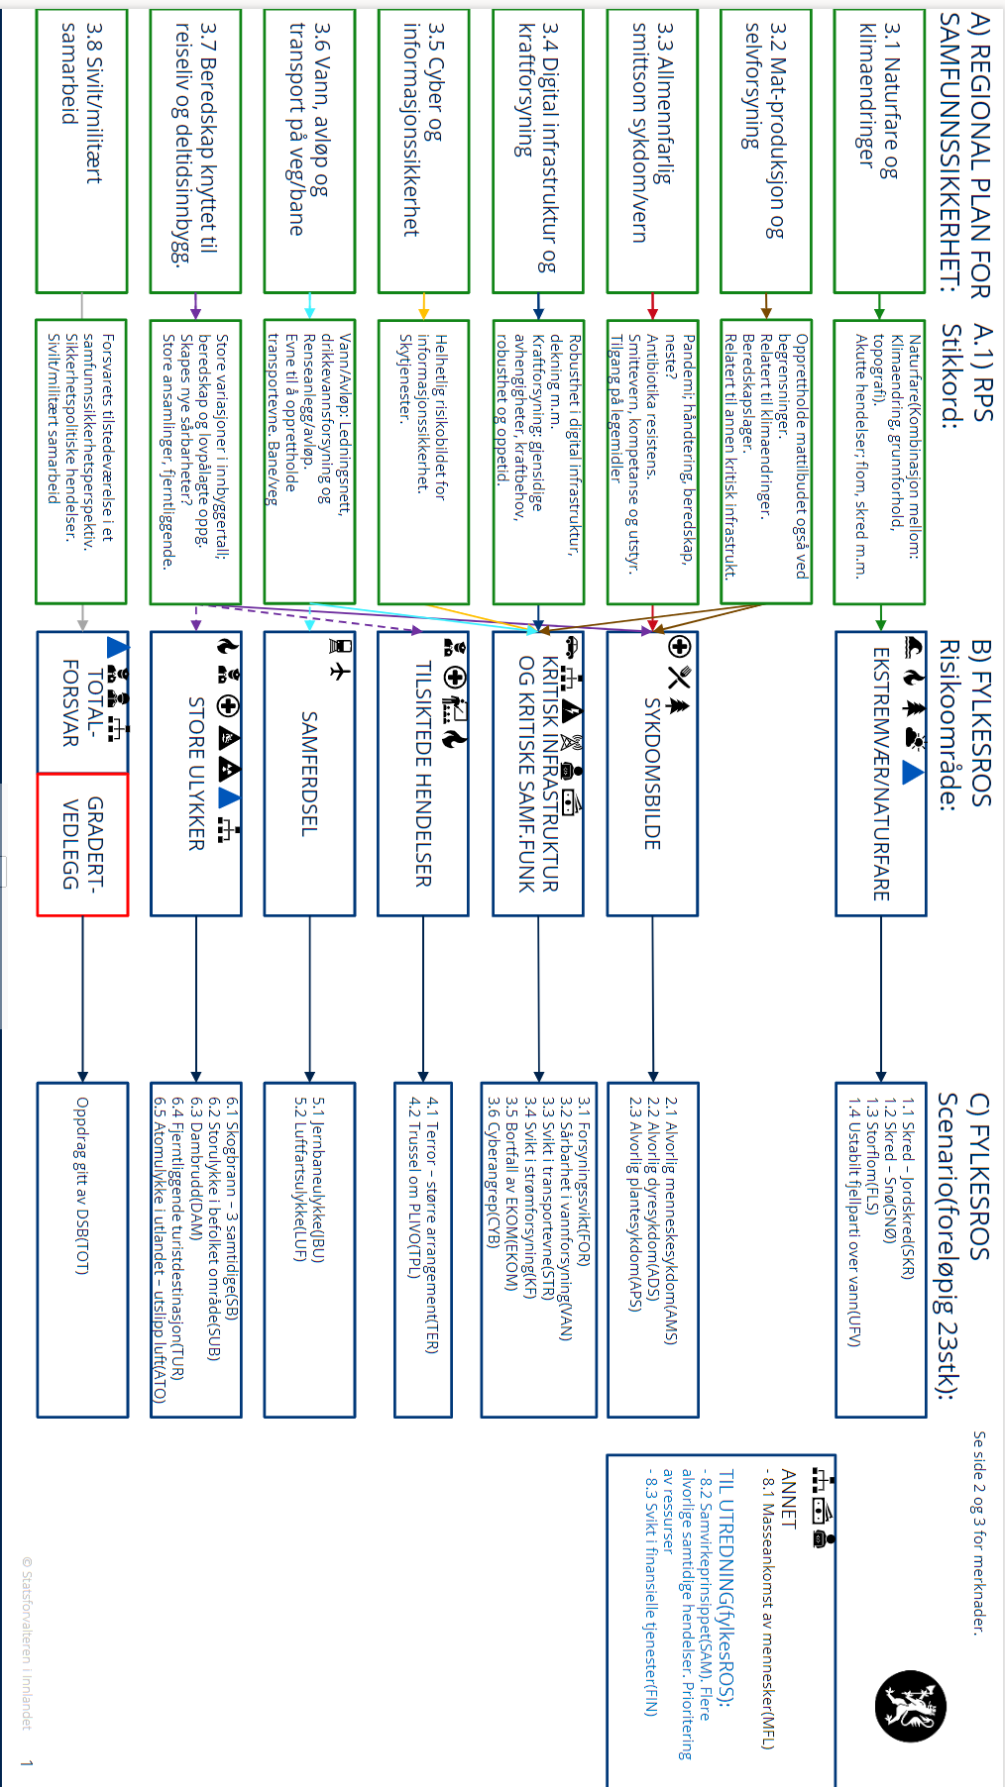 A) REGIONAL PLAN FOR
SAMFUNNSSIKKERHET:
3.1 Naturfare og
klimaendringer
3.2 Mat-produksjon og
selvforsyning
3.3 Allmennfarlig
smittsom sykdom/vern
3.4 Digital infrastruktur og
kraftforsyning
3.5 Cyber og
informasjonssikkerhet
3.6 Vann, avløp og
transport på veg/bane
3.7 Beredskap knyttet til
reiseliv og deltidsinnbygg.
3.8 Sivilt/militært
samarbeid
A.1) RPS
Stikkord:
Naturfare(Kombinasjon mellom:
Klimaendring, grunnforhold,
topografi).
Akutte hendelser; flom, skred m.m.
Opprettholde mattilbudet også ved
begrensninger.
Relatert til klimaendringer.
Beredskapslager.
Relatert til annen kritisk infrastrukt.
Pandemi; håndtering, beredskap,
neste?
Antibiotika resistens.
Smittevern, kompetanse og utstyr.
Tilgang på legemidler
Robusthet i digital infrastruktur,
dekning m.m.
Kraftforsyning: gjensidige
avhengigheter, kraftbehov,
robusthet og oppetid.
Helhetlig risikobildet for
informasjonssikkerhet.
Skytjenester.
Vann/Avløp: Ledningsnett,
drikkevannsforsyning og
Renseanlegg/avløp.
Evne til å opprettholde
transportevne. Bane/veg
Store variasjoner i innbyggertall;
beredskap og lovpålagte oppg.
Skapes nye sårbarheter?
Store ansamlinger, fjerntliggende.
Forsvarets tilstedeværelse i et
samfunnssikkerhetsperspektiv.
Sikkerhetspolitiske hendelser.
Sivilt/militært samarbeid
B) FYLKESROS
Risikoområde:
EKSTREMVÆR/NATURFARE
SYKDOMSBILDE
KRITISK INFRASTRUKTUR
OG KRITISKE SAMF.FUNK
TILSIKTEDE HENDELSER
SAMFERDSEL
STORE ULYKKER
TOTAL-
FORSVAR
GRADERT-
VEDLEGG
C) FYLKESROS
Scenario(foreløpig 23stk):
1.1 Skred – Jordskred(SKR)
1.2 Skred – Snø(SNØ)
1.3 Storflom(FLS)
1.4 Ustabilt fjellparti over vann(UFV)
2.1 Alvorlig menneskesykdom(AMS)
2.2 Alvorlig dyresykdom(ADS)
2.3 Alvorlig plantesykdom(APS)
3.1 Forsyningssvikt(FOR)
3.2 Sårbarhet i vannforsyning(VAN)
3.3 Svikt i transportevne(STR)
3.4 Svikt i strømforsyning(KF)
3.5 Bortfall av EKOM(EKOM)
3.6 Cyberangrep(CYB)
4.1 Terror – større arrangement(TER)
4.2 Trussel om PLIVO(TPL)
5.1 Jernbaneulykke(JBU)
5.2 Luftfartsulykke(LUF)
6.1 Skogbrann – 3 samtidige(SB)
6.2 Storulykke i befolket område(SUB)
6.3 Dambrudd(DAM)
6.4 Fjerntliggende turistdestinasjon(TUR)
6.5 Atomulykke i utlandet – utslipp luft(ATO)
Oppdrag gitt av DSB(TOT)
Se side 2 og 3 for merknader.
ANNET
- 8.1 Masseankomst av mennesker(MFL)
TIL UTREDNING(fylkesROS):
- 8.2 Samvirkeprinsippet(SAM). Flere
alvorlige samtidige hendelser. Prioritering
av ressurser
- 8.3 Svikt i finansielle tjenester(FIN)
© Statsforvalteren i Innlandet
1